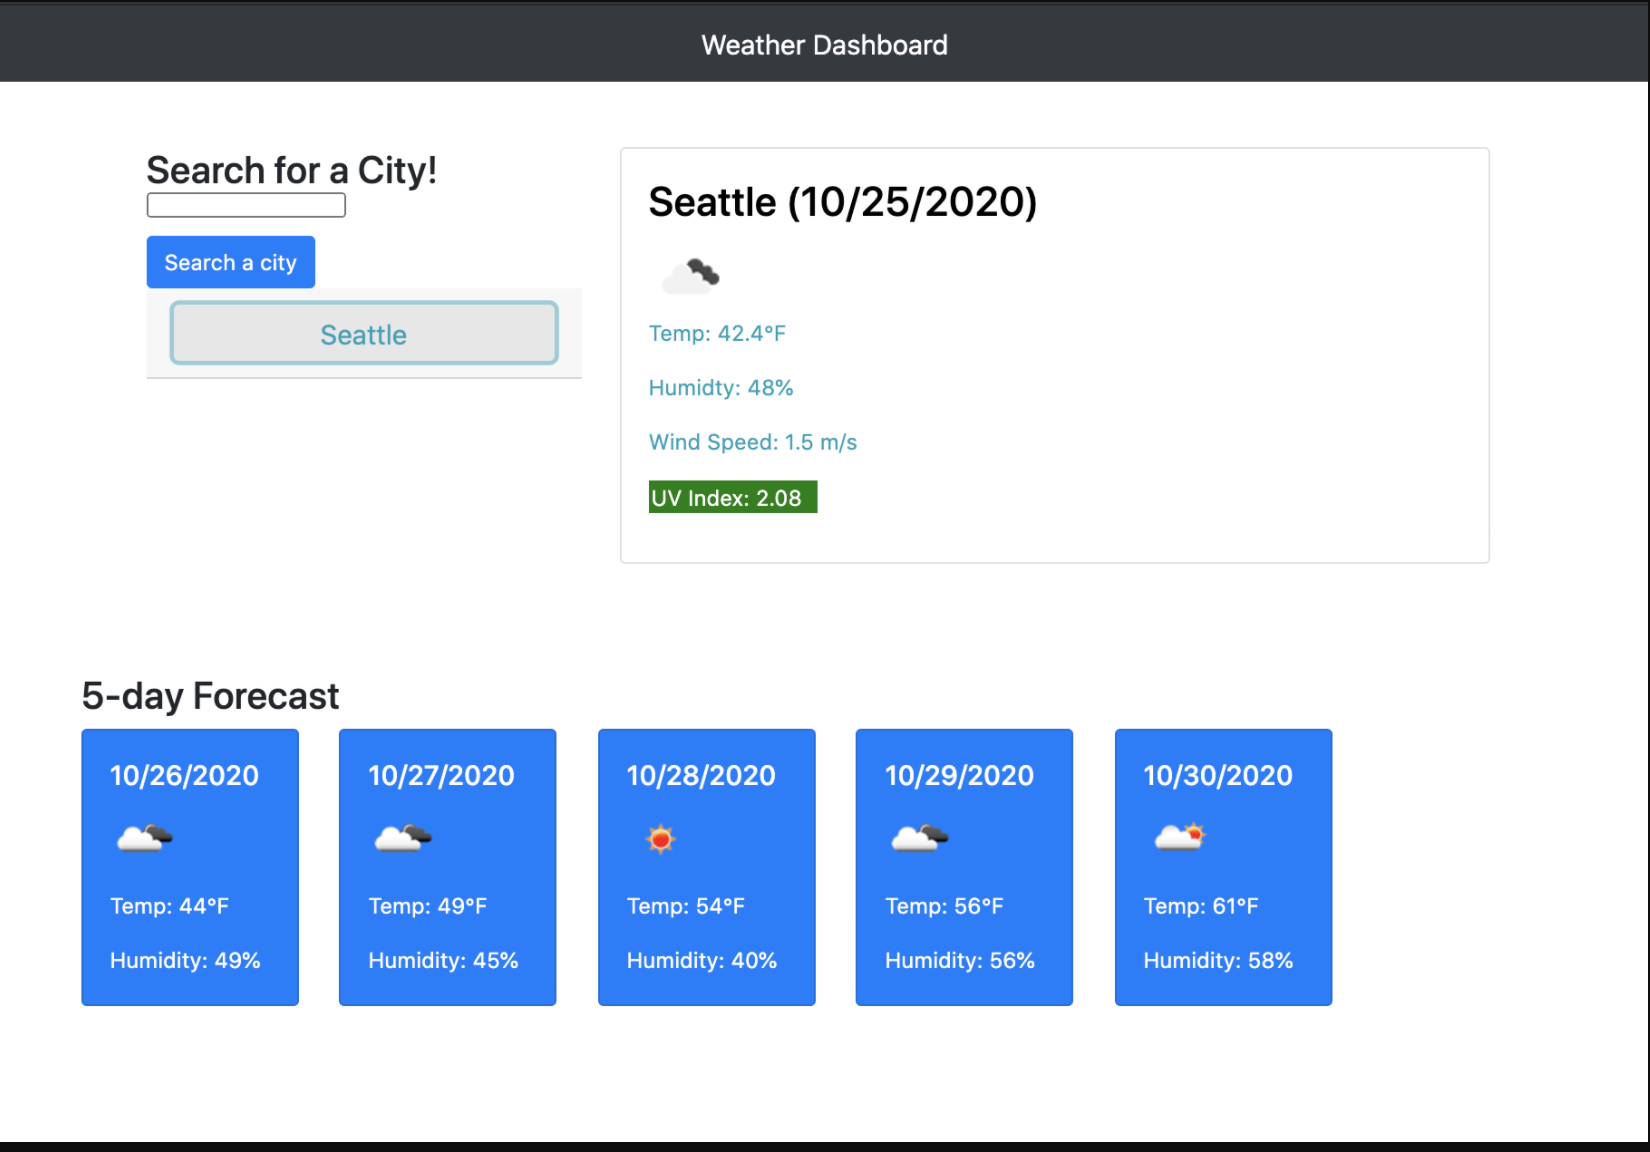 Weather Dashboard
Search for a City!
Search a city
Seattle
Seattle (10/25/2020)
Temp: 42.4°F
Humidty: 48%
Wind Speed: 1.5 m/s
UV Index: 2.08
5-day Forecast
10/26/2020
Temp: 44°F
Humidity: 49%
10/27/2020
Temp: 49°F
Humidity: 45%
10/28/2020
Temp: 54°F
Humidity: 40%
10/29/2020
Temp: 56°F
Humidity: 56%
10/30/2020
Temp: 61°F
Humidity: 58%